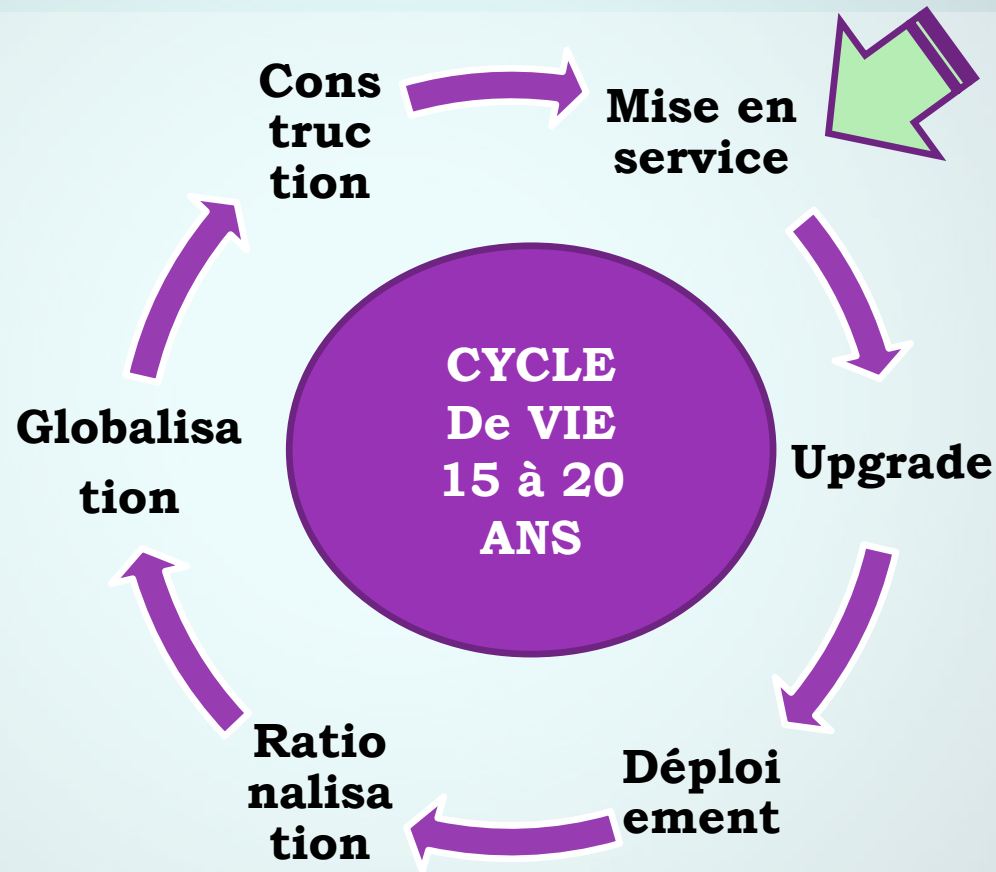 Cons
truc
tion
Mise en
service
Upgrade
Déploi
ement
Ratio
nalisa
tion
Globalisa
tion
CYCLE
De VIE
15 à 20
ANS